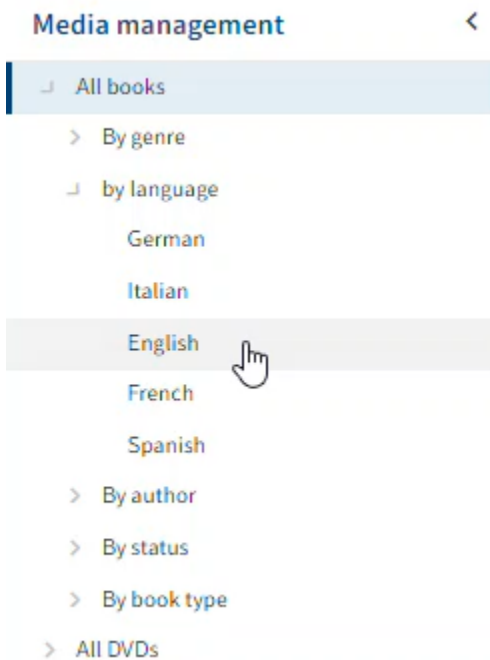 Media management
All books
By genre
by language
German
Italian
English
French
Spanish
By author
By status
By book type
All DVDs